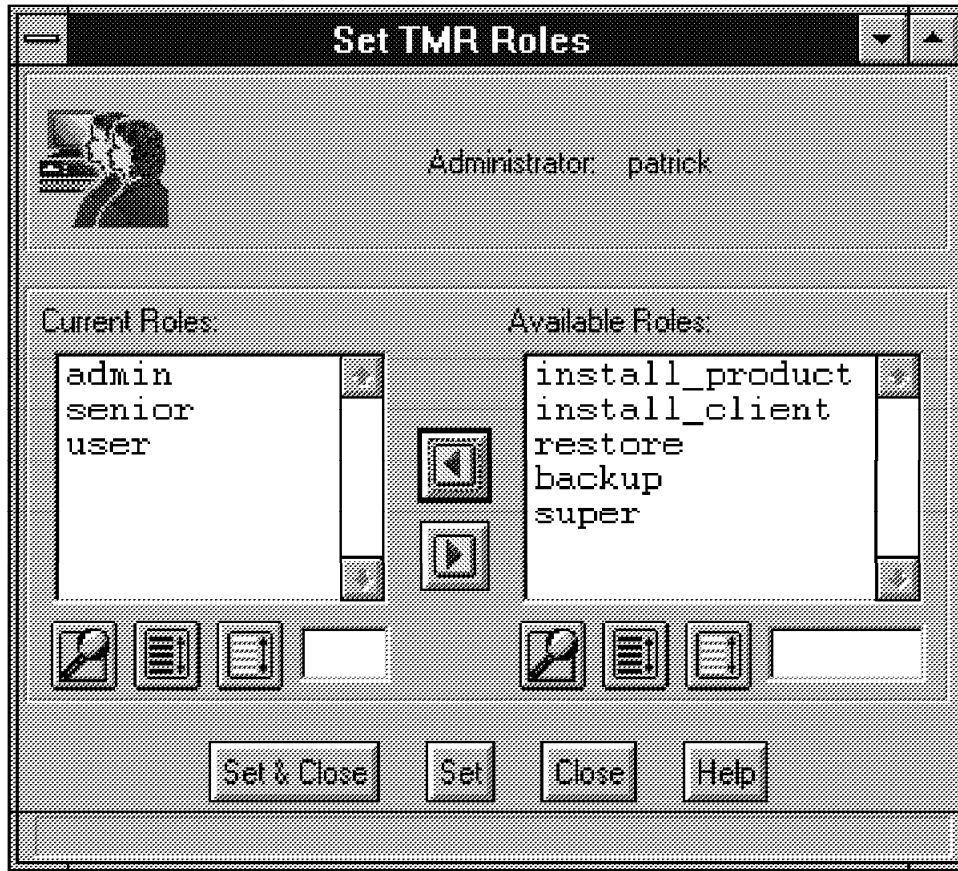 Set TMR Roles
Administrator: patrick
Current Roles:
admin
senior
user
Available Roles:
install_product
install_client
restore
backup
super
Set & Close
Set
Close
Help